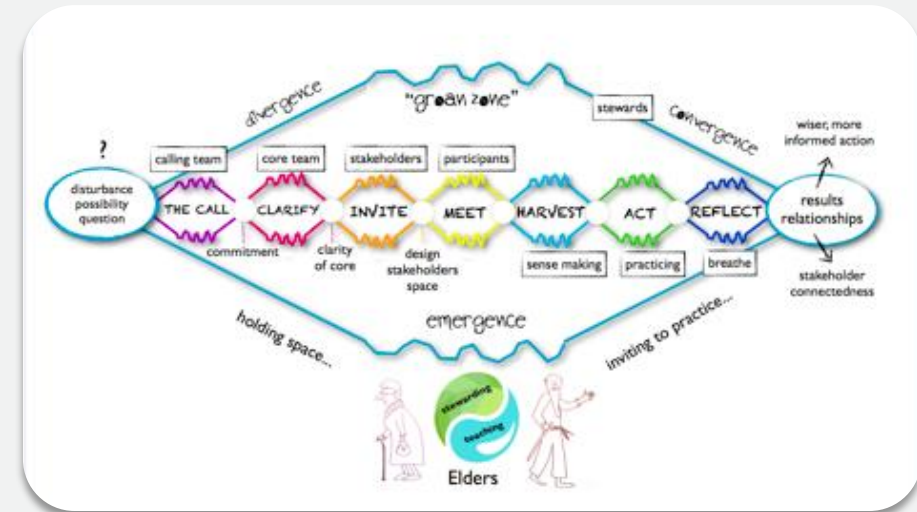 divergence
"groan zone"
stewards
convergence
wiser, more
informed action
?
calling team
core team
stakeholders
participants
disturbance
possibility
question
THE CALL
CLARIFY
INVITE
MEET
HARVEST
ACT
REFLECT
results
relationships
commitment
clarity
of core
design
stakeholders
space
sense making
practicing
breathe
stakeholder
connectedness
holding space...
emergence
inviting to practice...
stewarding
teaching
Elders